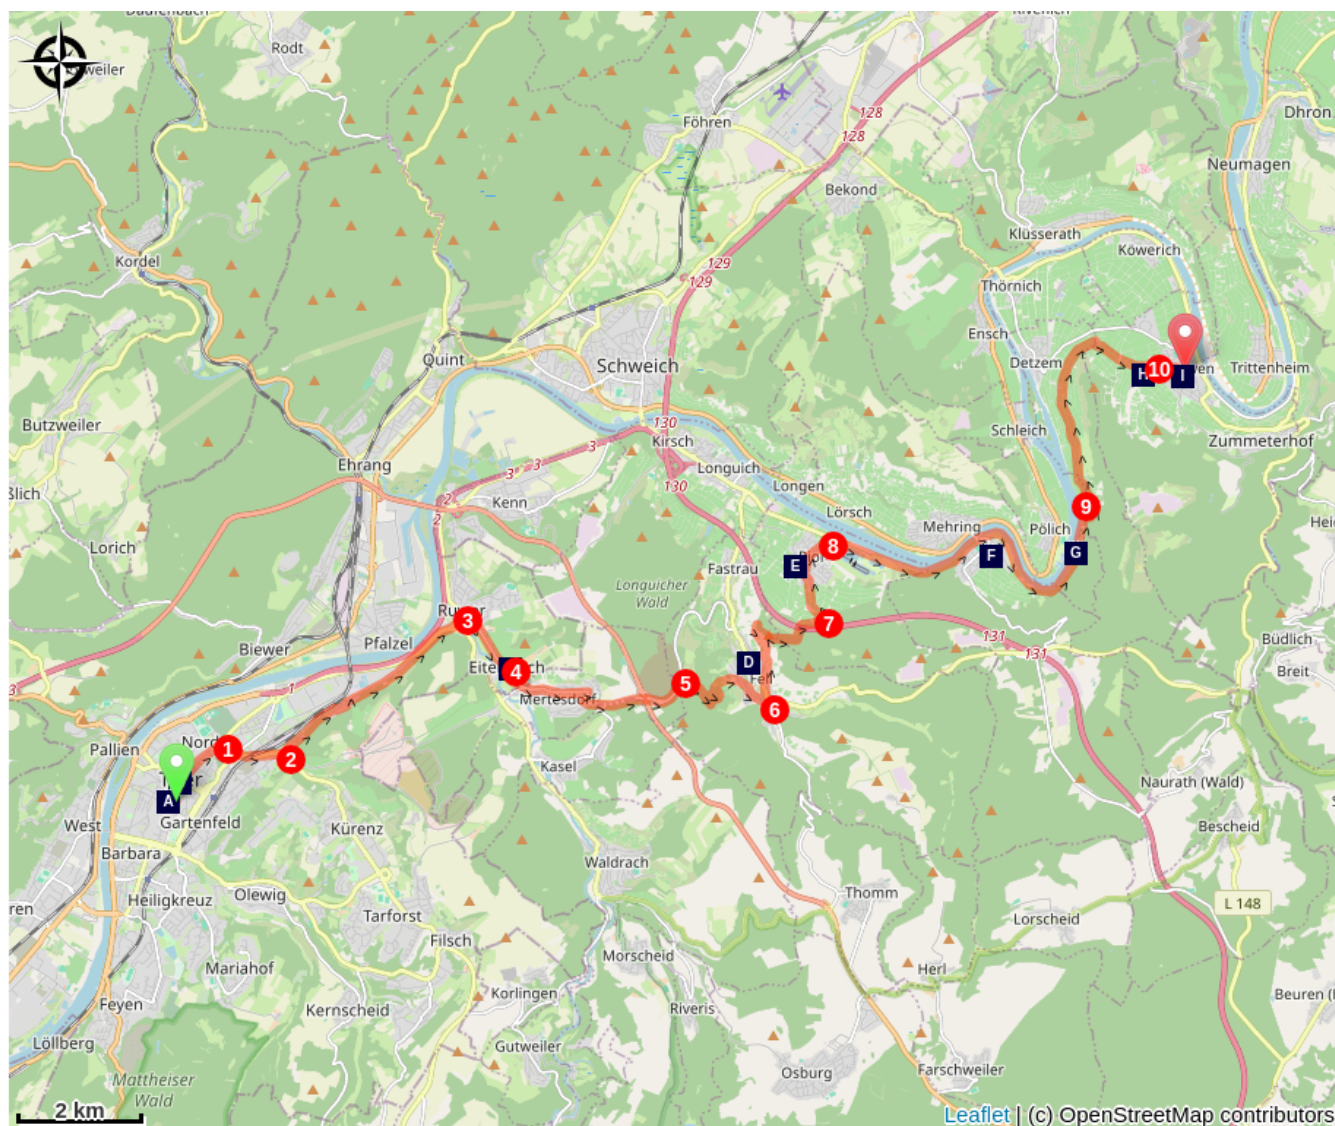 Rodt
Föhren
128
128
Dhron
Neumagen
Bekond
Klüsserath
Köwerich
Kordel
129
129
Thörnich
Ensch
Quint
Schweich
Detzem
H
10
I
Trittenheim
Butzweiler
130
Schleich
Zummeterhof
Kirsch
Ehrang
3
3
Longuich
130
Longen
2
2
Kenn
Lörsch
9
Mehring
Pölich
Lorich
8
F
G
E
Fastrau
Longuicher
Wald
3
7
131
Büdlich
Pfalzel
131
Biewer
D
Breit
4
3
1
5
Mertesdorf
6
Pallien
1
2
Kasel
Naurath (Wald)
A
Gartenfeld
West
Kürenz
Bescheid
Barbara
Waldrach
Olewig
Thomm
Heiligkreuz
L 148
Tarforst
Lorscheid
Filsch
Morscheid
Mariahof
Herl
Korlingen
Feyen
Kernscheid
Riveris
Löllberg
Gutweiler
Osburg
Farschweiler
Mattheiser
Wald
2 km
Leaflet | (c) OpenStreetMap contributors